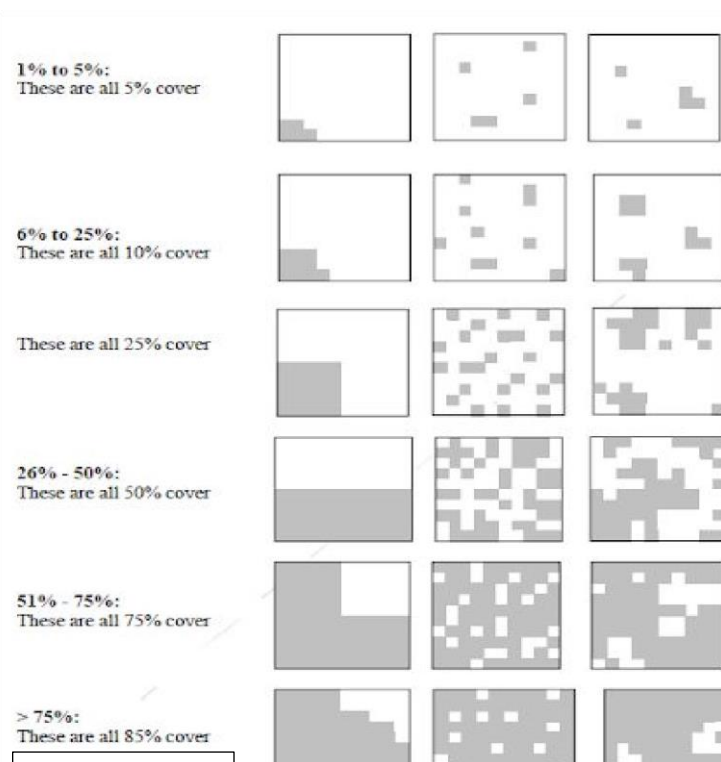 1% to 5%:
These are all 5% cover
6% to 25%:
These are all 10% cover
These are all 25% cover
26% - 50%:
These are all 50% cover
51% - 75%:
These are all 75% cover
> 75%:
These are all 85% cover